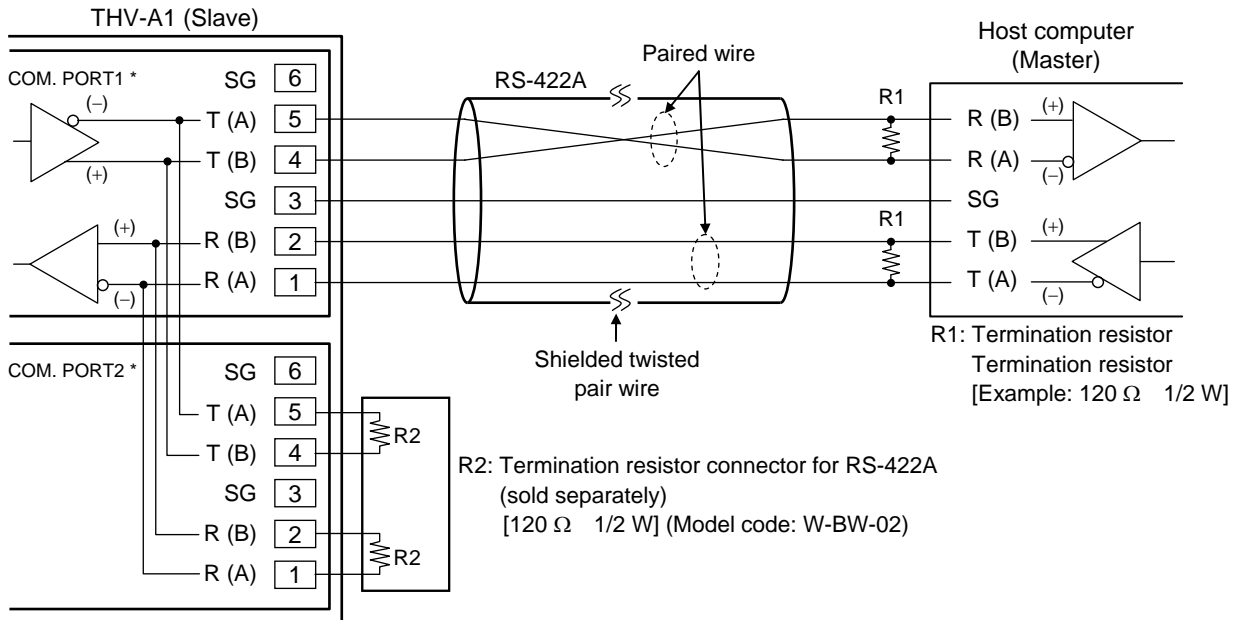 THV-A1 (Slave)
COM. PORT1 *
SG 6
(−)
T (A) 5
T (B) 4
(+)
SG 3
(+)
R (B) 2
R (A) 1
(−)
COM. PORT2 *
SG 6
T (A) 5
T (B) 4
SG 3
R (B) 2
R (A) 1
R2
R2
Paired wire
RS-422A
Shielded twisted
pair wire
R1
R1
Host computer
(Master)
R (B) (+)
R (A) (−)
SG
T (B) (+)
T (A) (−)
R1: Termination resistor
Termination resistor
[Example: 120 Ω 1/2 W]
R2: Termination resistor connector for RS-422A
(sold separately)
[120 Ω 1/2 W] (Model code: W-BW-02)